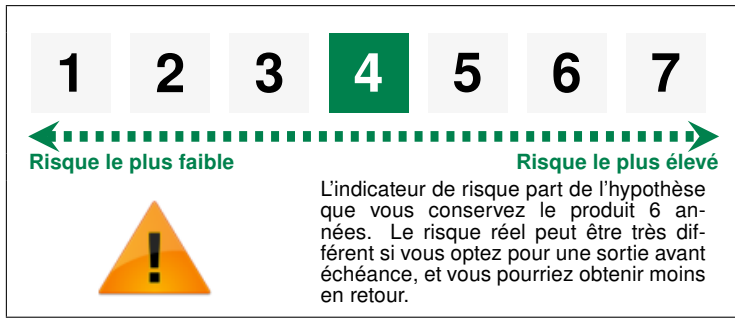 1 2 3 4 5 6 7
Risque le plus faible Risque le plus élevé
L'indicateur de risque part de l'hypothèse
que vous conservez le produit 6 an-
nées. Le risque réel peut être très dif-
férent si vous optez pour une sortie avant
échéance, et vous pourriez obtenir moins
en retour.
!